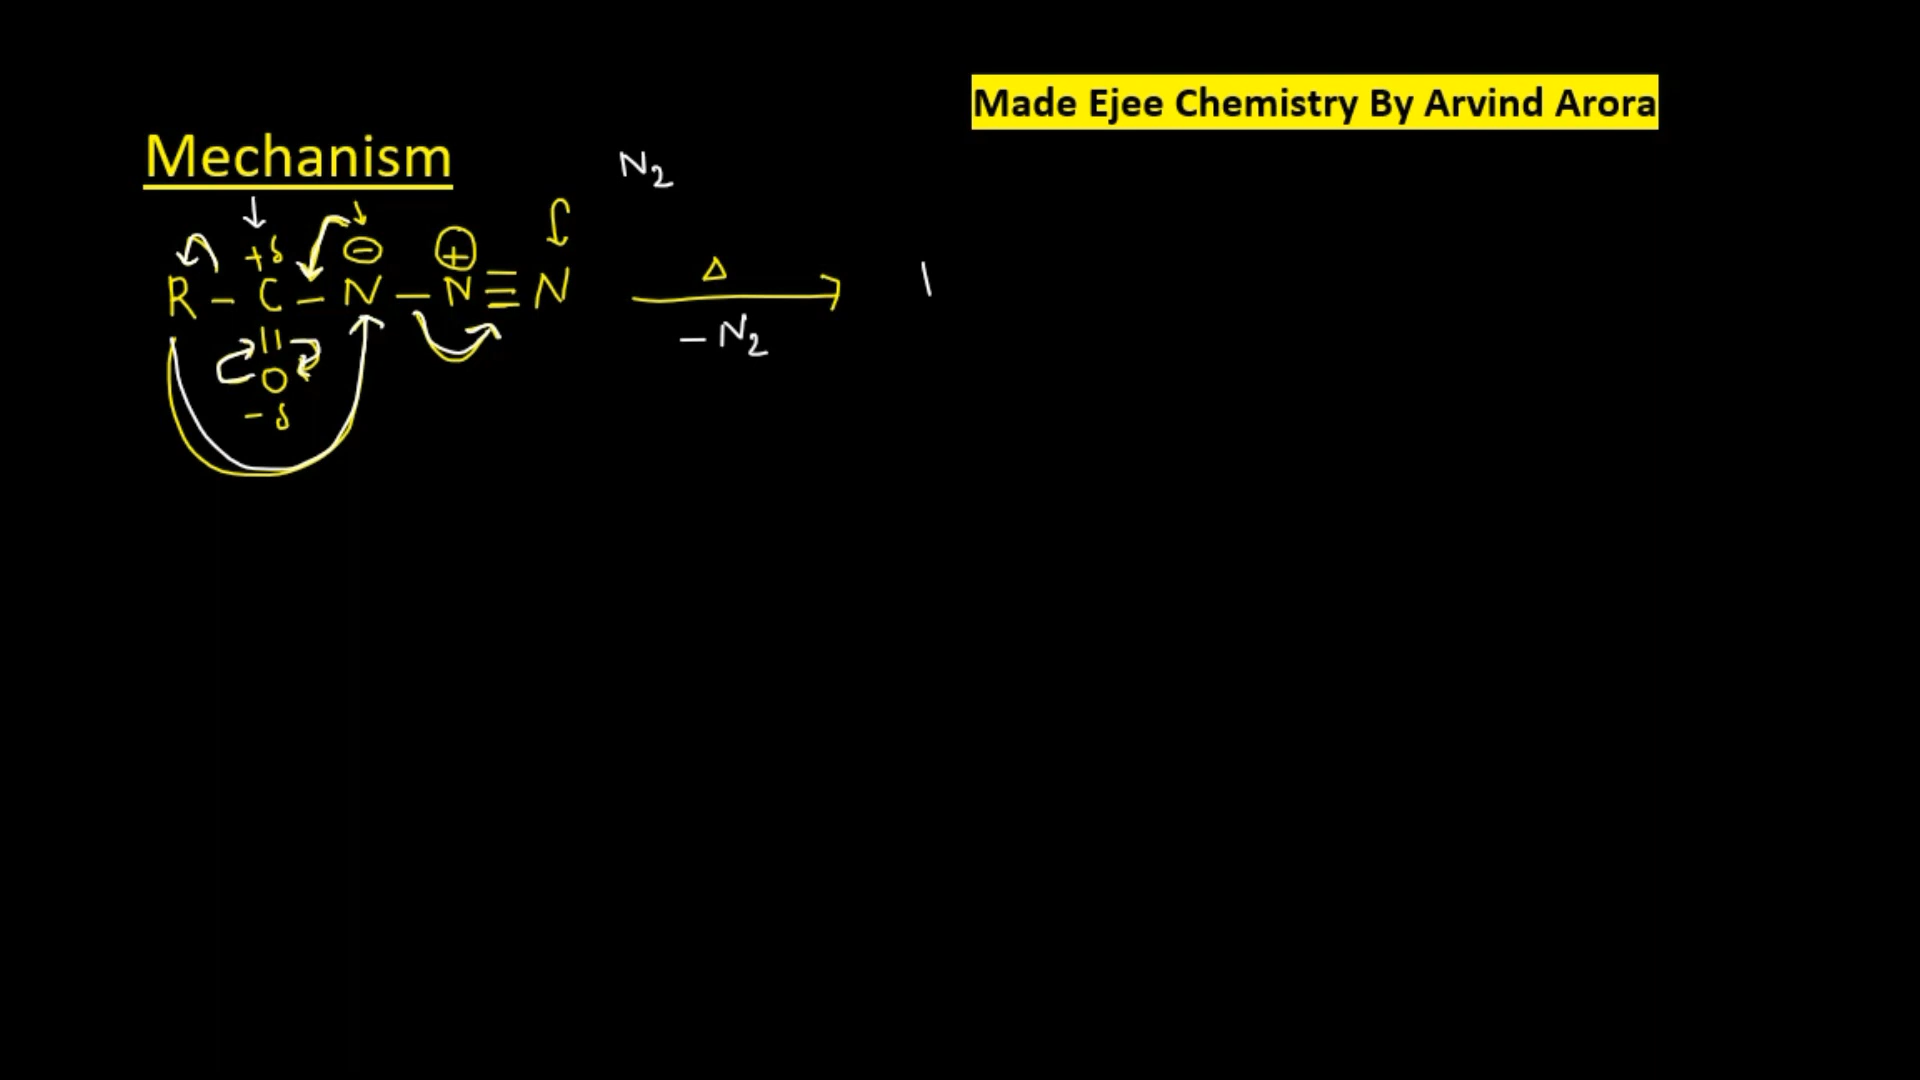 Made Ejee Chemistry By Arvind Arora
Mechanism
N₂
+δ ⊖ ⊕
R – C – N – N ≡ N
Δ
– N₂
||
O
– δ